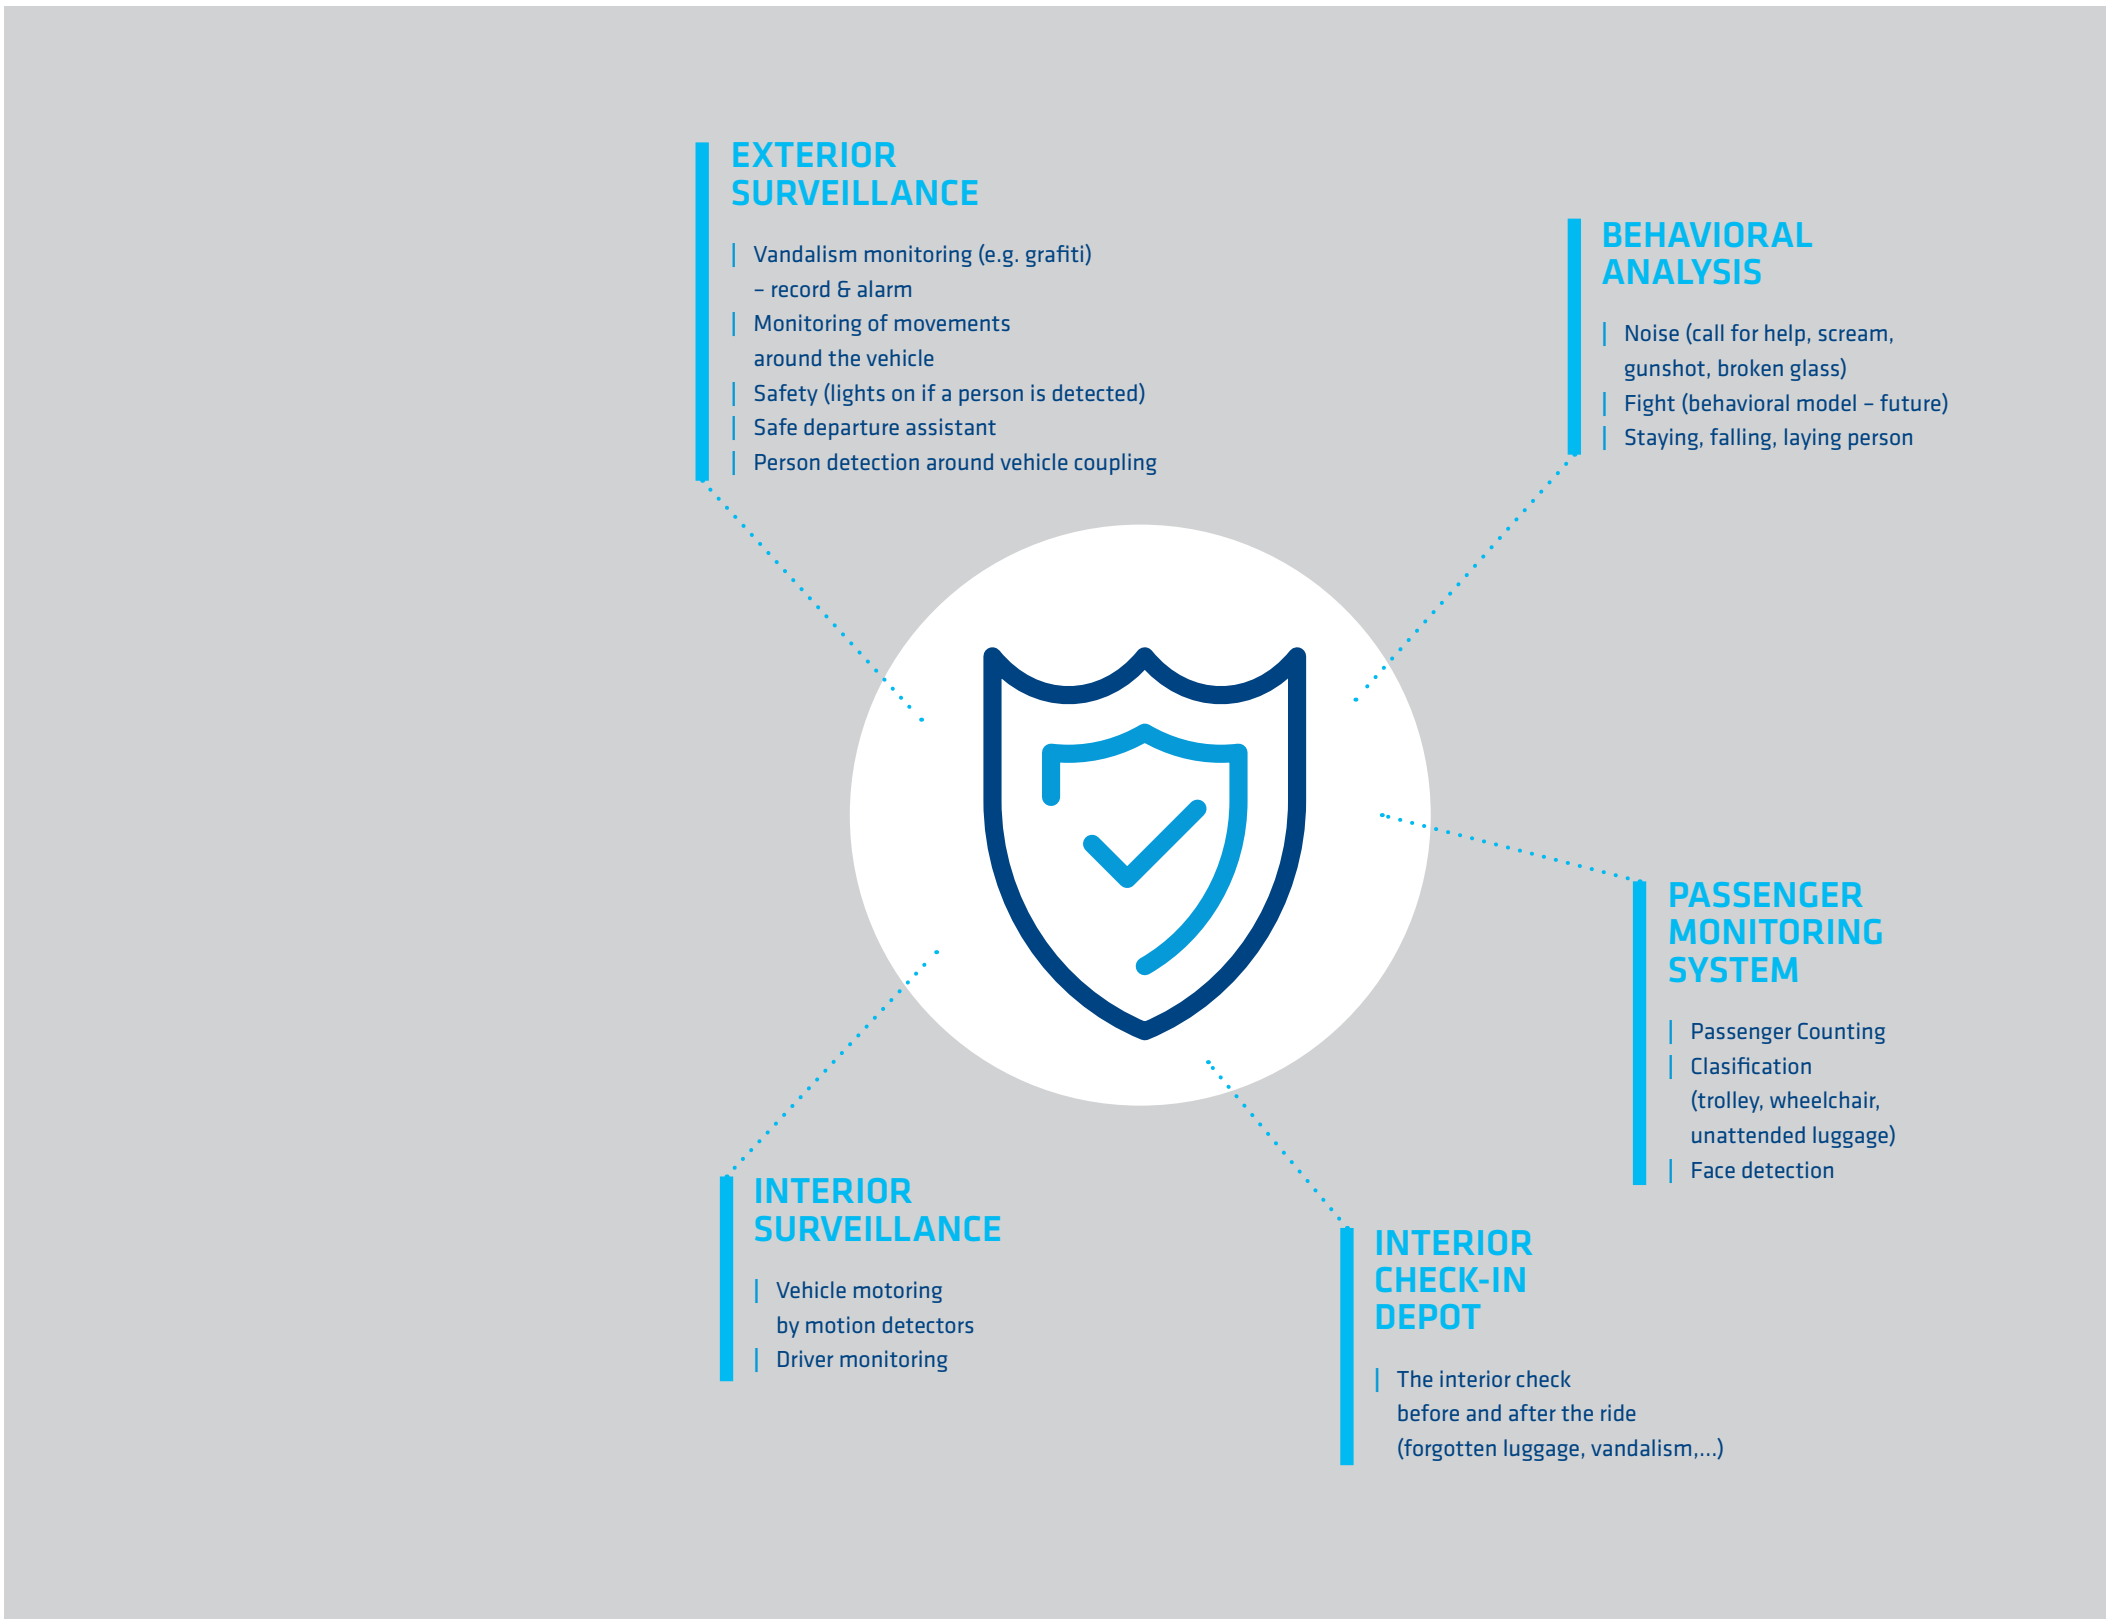 EXTERIOR
SURVEILLANCE
| Vandalism monitoring (e.g. grafiti)
– record & alarm
| Monitoring of movements
around the vehicle
| Safety (lights on if a person is detected)
| Safe departure assistant
| Person detection around vehicle coupling
BEHAVIORAL
ANALYSIS
| Noise (call for help, scream,
gunshot, broken glass)
| Fight (behavioral model – future)
| Staying, falling, laying person
PASSENGER
MONITORING
SYSTEM
| Passenger Counting
| Clasification
(trolley, wheelchair,
unattended luggage)
| Face detection
INTERIOR
SURVEILLANCE
| Vehicle motoring
by motion detectors
| Driver monitoring
INTERIOR
CHECK-IN
DEPOT
| The interior check
before and after the ride
(forgotten luggage, vandalism,...)